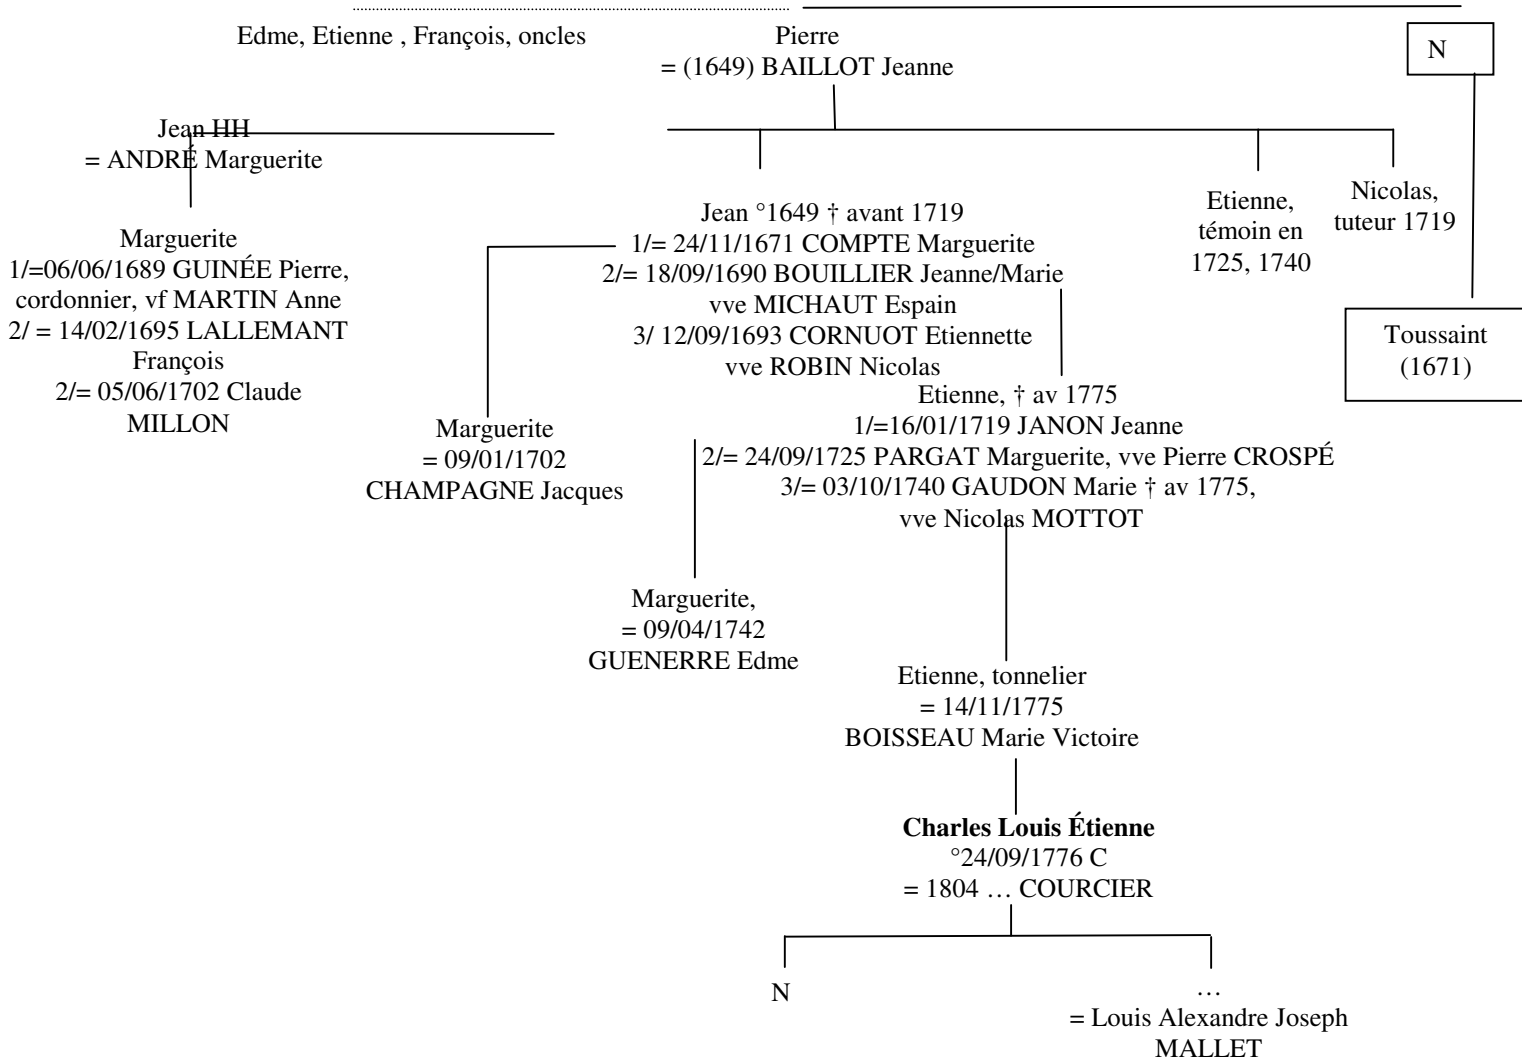 Edme, Etienne , François, oncles
Pierre
= (1649) BAILLOT Jeanne
N
Jean HH
= ANDRÉ Marguerite
Marguerite
1/=06/06/1689 GUINÉE Pierre,
cordonnier, vf MARTIN Anne
2/ = 14/02/1695 LALLEMANT
François
2/= 05/06/1702 Claude
MILLON
Jean °1649 † avant 1719
1/= 24/11/1671 COMPTE Marguerite
2/= 18/09/1690 BOUILLIER Jeanne/Marie
vve MICHAUT Espain
3/ 12/09/1693 CORNUOT Etiennette
vve ROBIN Nicolas
Etienne,
témoin en
1725, 1740
Nicolas,
tuteur 1719
Toussaint
(1671)
Marguerite
= 09/01/1702
CHAMPAGNE Jacques
Etienne, † av 1775
1/=16/01/1719 JANON Jeanne
2/= 24/09/1725 PARGAT Marguerite, vve Pierre CROSPÉ
3/= 03/10/1740 GAUDON Marie † av 1775,
vve Nicolas MOTTOT
Marguerite,
= 09/04/1742
GUENERRE Edme
Etienne, tonnelier
= 14/11/1775
BOISSEAU Marie Victoire
Charles Louis Étienne
°24/09/1776 C
= 1804 … COURCIER
N
…
= Louis Alexandre Joseph
MALLET